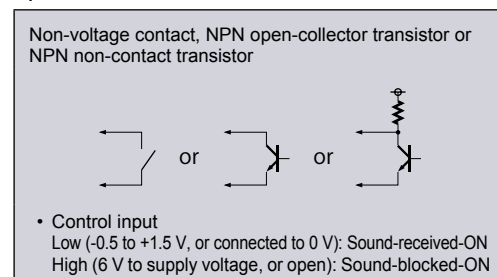 Non-voltage contact, NPN open-collector transistor or
NPN non-contact transistor
or
or
• Control input
Low (-0.5 to +1.5 V, or connected to 0 V): Sound-received-ON
High (6 V to supply voltage, or open): Sound-blocked-ON